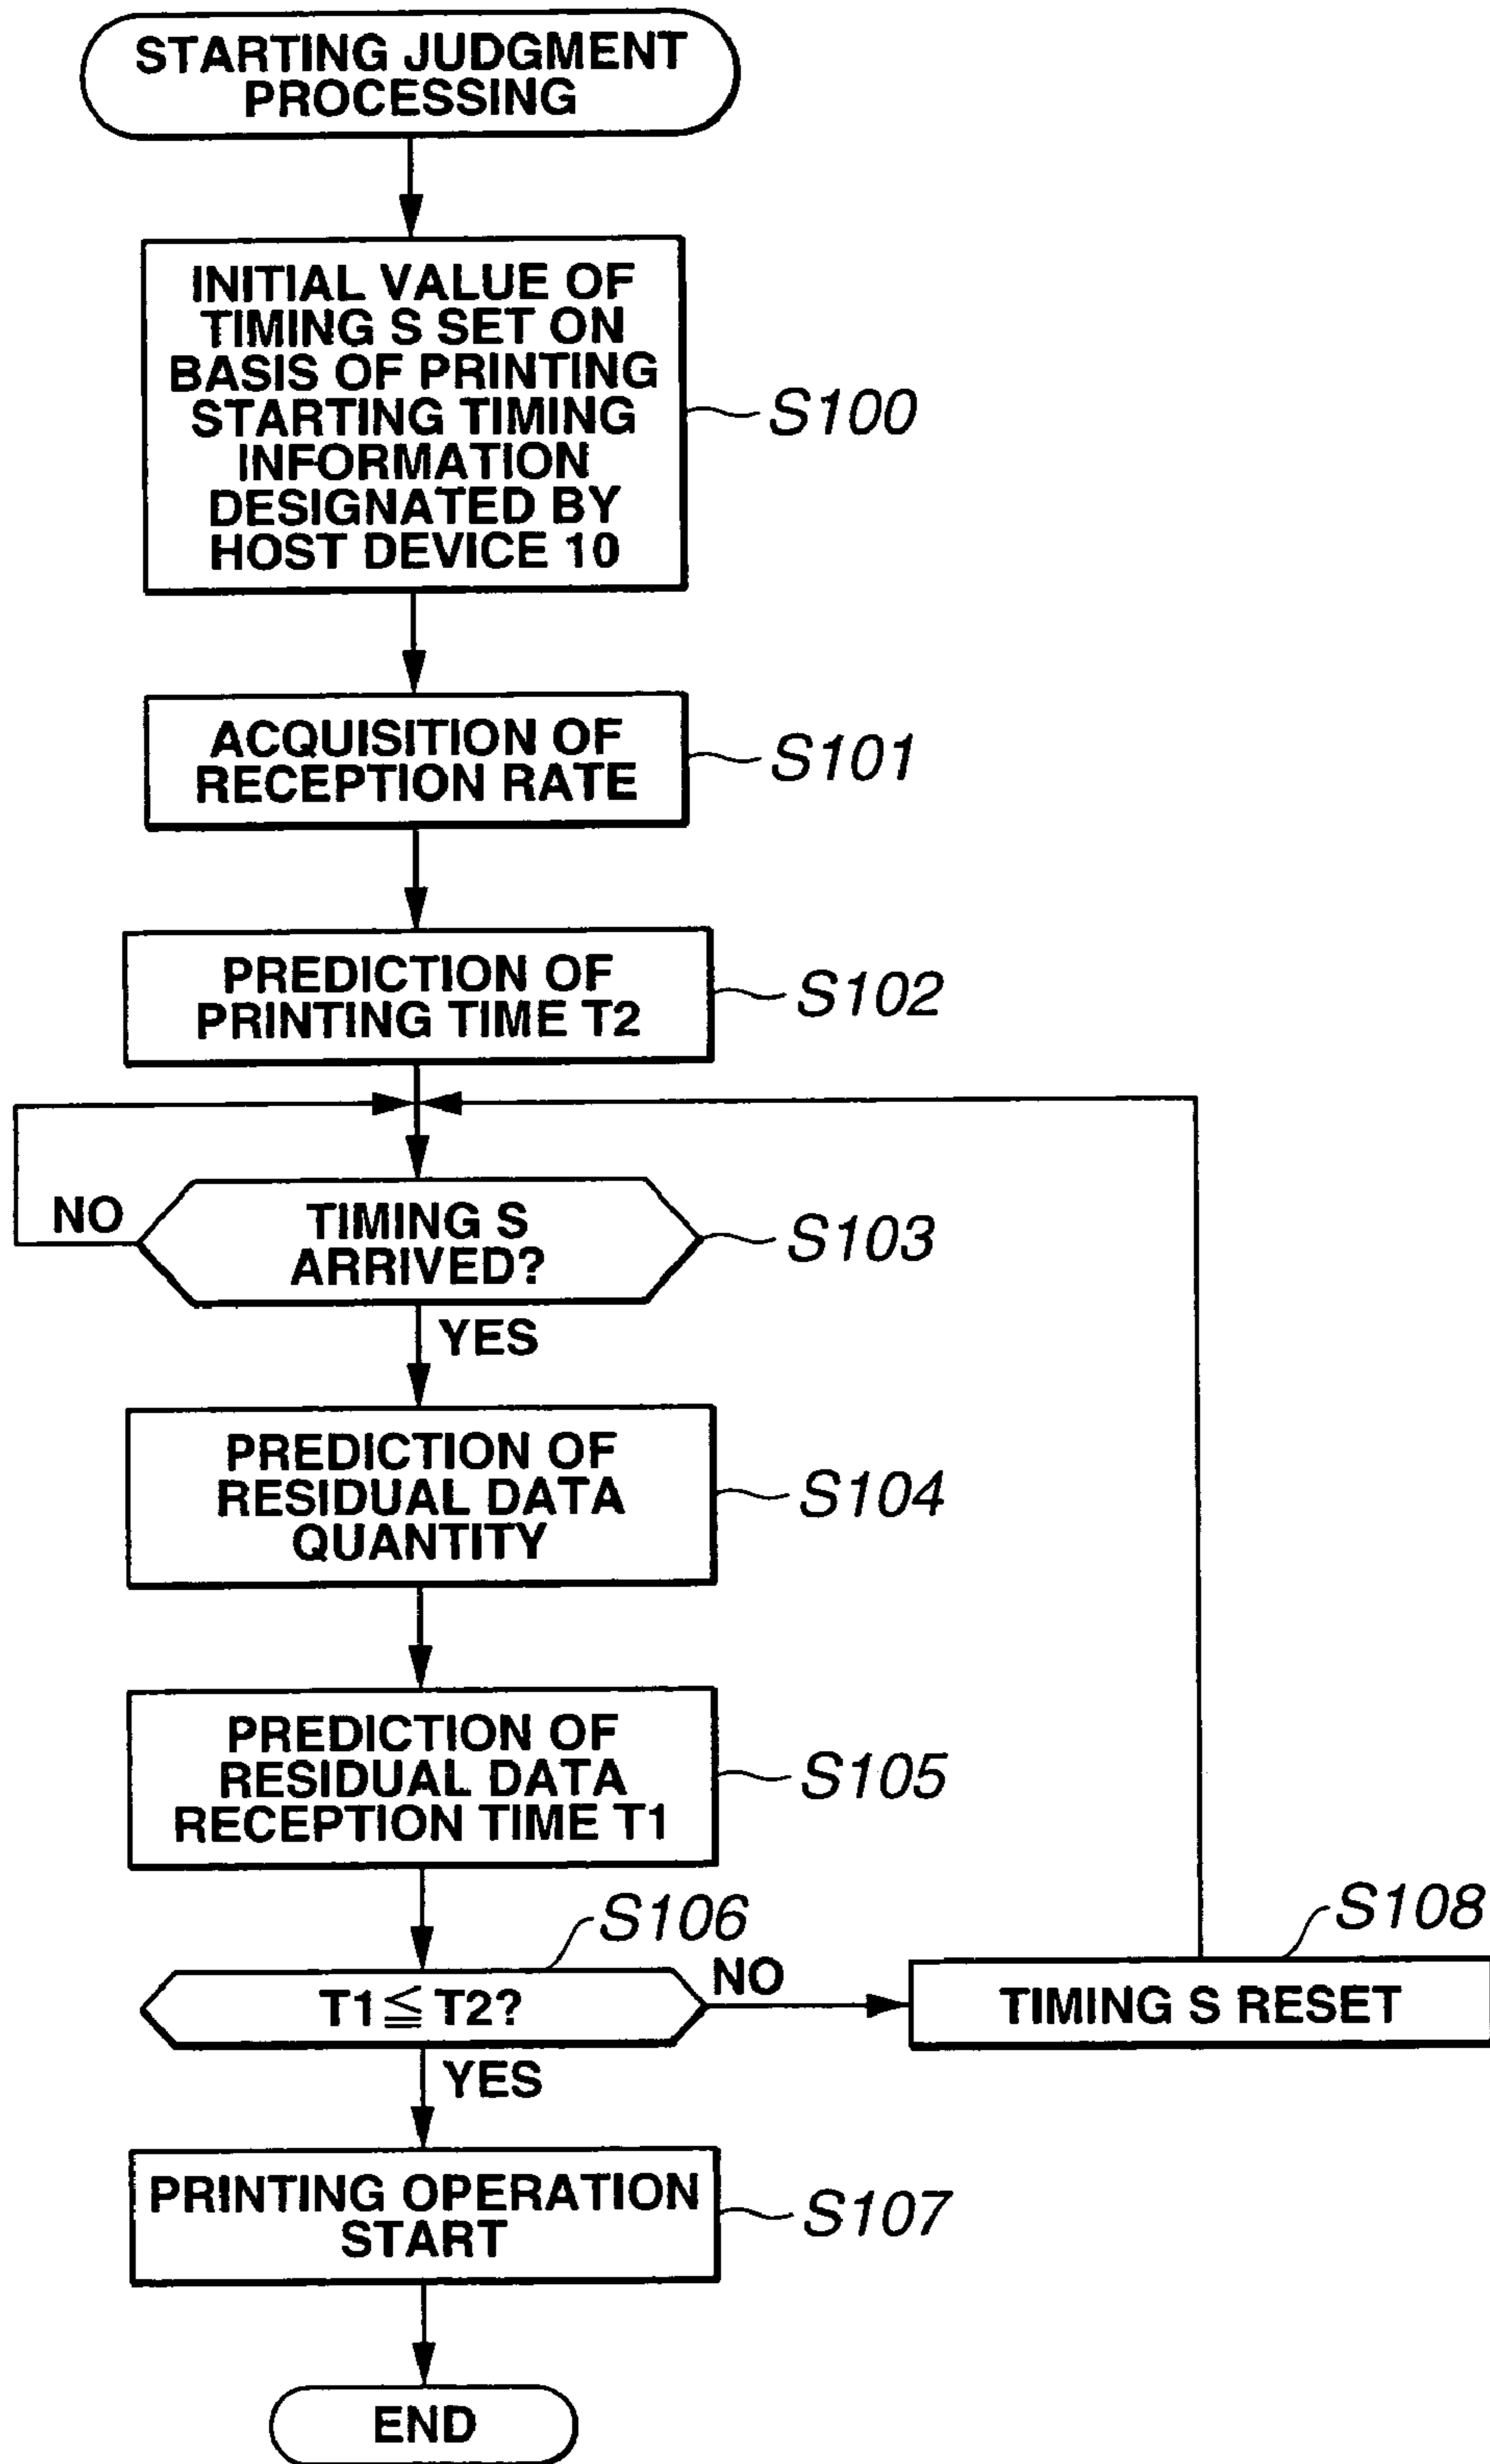 STARTING JUDGMENT
PROCESSING
INITIAL VALUE OF
TIMING S SET ON
BASIS OF PRINTING
STARTING TIMING
INFORMATION
DESIGNATED BY
HOST DEVICE 10
S100
ACQUISITION OF
RECEPTION RATE
S101
PREDICTION OF
PRINTING TIME T2
S102
NO
TIMING S
ARRIVED?
S103
YES
PREDICTION OF
RESIDUAL DATA
QUANTITY
S104
PREDICTION OF
RESIDUAL DATA
RECEPTION TIME T1
S105
S106
T1≦T2?
NO
S108
TIMING S RESET
YES
PRINTING OPERATION
START
S107
END